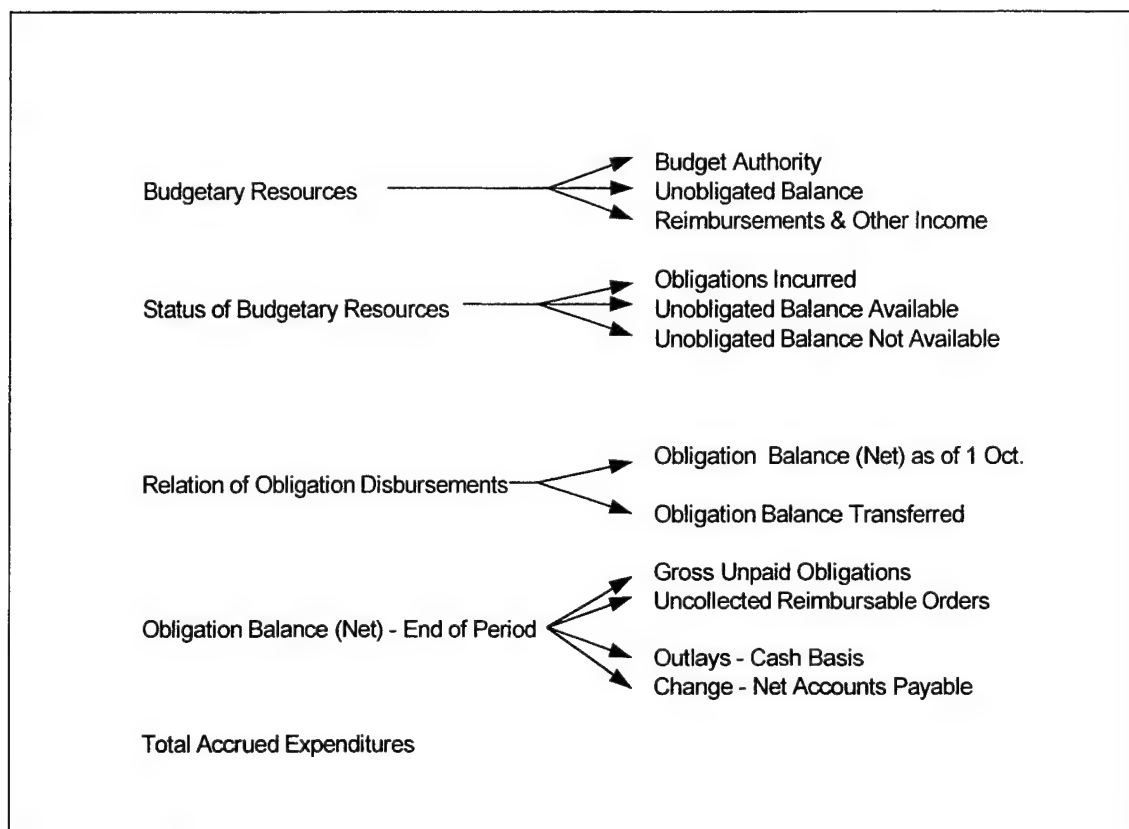 Budgetary Resources
Budget Authority
Unobligated Balance
Reimbursements & Other Income
Status of Budgetary Resources
Obligations Incurred
Unobligated Balance Available
Unobligated Balance Not Available
Relation of Obligation Disbursements
Obligation Balance (Net) as of 1 Oct.
Obligation Balance Transferred
Obligation Balance (Net) - End of Period
Gross Unpaid Obligations
Uncollected Reimbursable Orders
Outlays - Cash Basis
Change - Net Accounts Payable
Total Accrued Expenditures